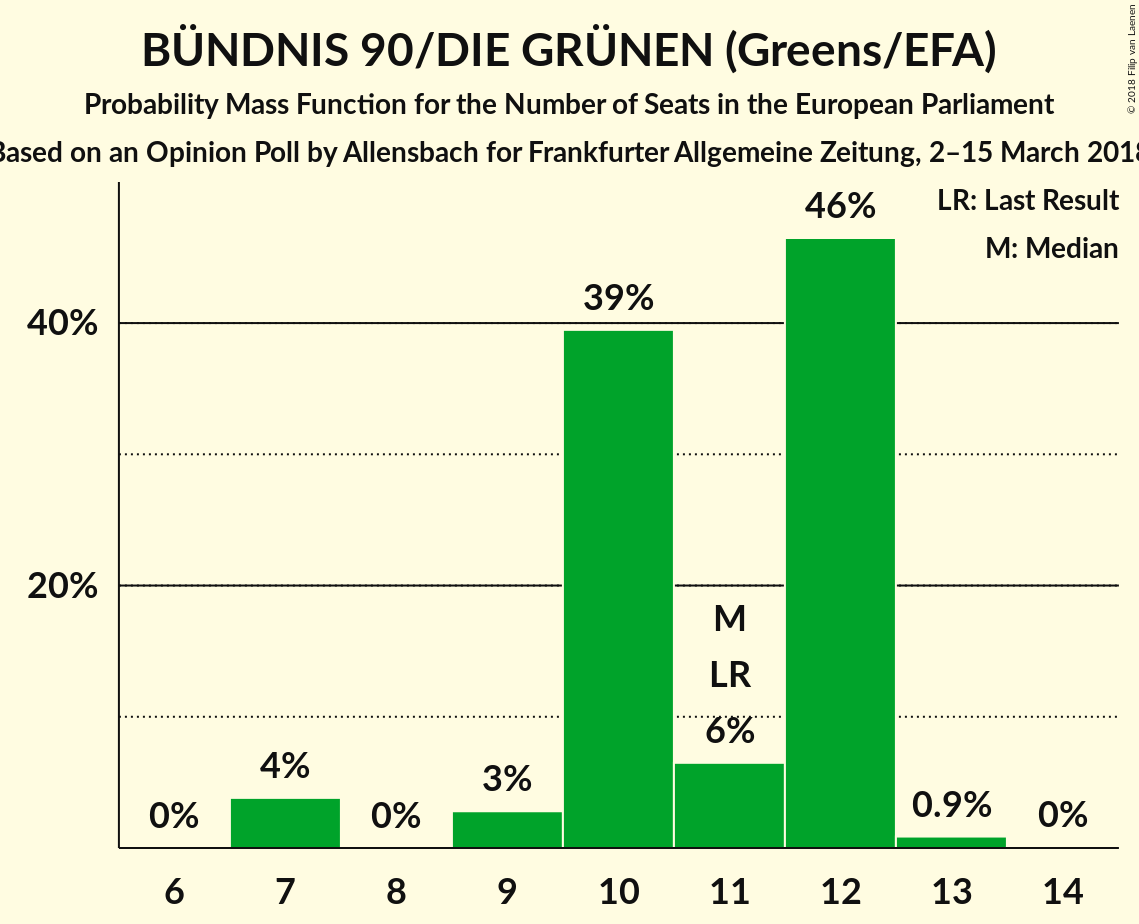 BÜNDNIS 90/DIE GRÜNEN (Greens/EFA)
Probability Mass Function for the Number of Seats in the European Parliament
Based on an Opinion Poll by Allensbach for Frankfurter Allgemeine Zeitung, 2–15 March 2018
© 2018 Filip van Laenen
LR: Last Result
M: Median
40%
20%
0%
4%
0%
3%
39%
M
LR
6%
46%
0.9%
0%
6 7 8 9 10 11 12 13 14